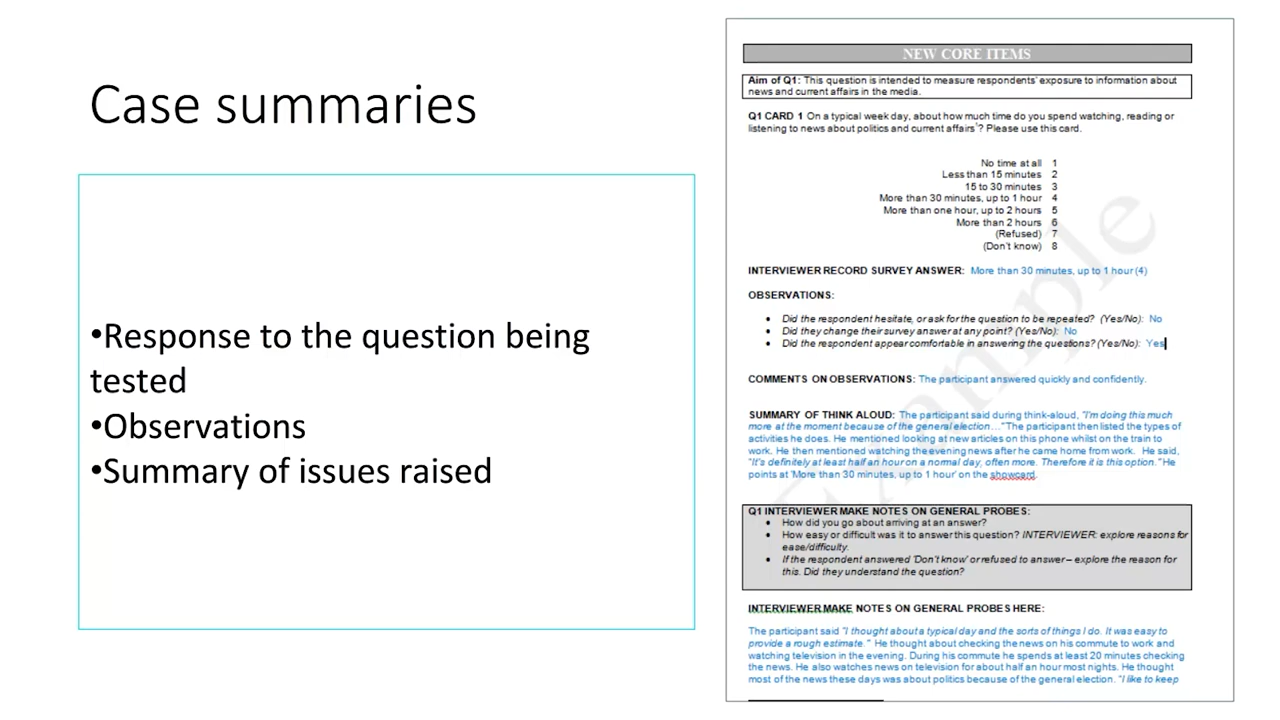 Case summaries
•Response to the question being
tested
•Observations
•Summary of issues raised
NEW CORE ITEMS
Aim of Q1: This question is intended to measure respondents' exposure to information about
news and current affairs in the media.
Q1 CARD 1 On a typical week day, about how much time do you spend watching, reading or
listening to news about politics and current affairs¹? Please use this card.
No time at all 1
Less than 15 minutes 2
15 to 30 minutes 3
More than 30 minutes, up to 1 hour 4
More than one hour, up to 2 hours 5
More than 2 hours 6
(Refused) 7
(Don't know) 8
INTERVIEWER RECORD SURVEY ANSWER: More than 30 minutes, up to 1 hour (4)
OBSERVATIONS:
• Did the respondent hesitate, or ask for the question to be repeated? (Yes/No): No
• Did they change their survey answer at any point? (Yes/No): No
• Did the respondent appear comfortable in answering the questions? (Yes/No): Yes
COMMENTS ON OBSERVATIONS: The participant answered quickly and confidently.
SUMMARY OF THINK ALOUD: The participant said during think-aloud, "I'm doing this much
more at the moment because of the general election…" The participant then listed the types of
activities he does. He mentioned looking at new articles on this phone whilst on the train to
work. He then mentioned watching the evening news after he came home from work. He said,
"It's definitely at least half an hour on a normal day, often more. Therefore it is this option." He
points at 'More than 30 minutes, up to 1 hour' on the showcard.
Q1 INTERVIEWER MAKE NOTES ON GENERAL PROBES:
• How did you go about arriving at an answer?
• How easy or difficult was it to answer this question? INTERVIEWER: explore reasons for
ease/difficulty.
• If the respondent answered 'Don't know' or refused to answer – explore the reason for
this. Did they understand the question?
INTERVIEWER MAKE NOTES ON GENERAL PROBES HERE:
The participant said "I thought about a typical day and the sorts of things I do. It was easy to
provide a rough estimate." He thought about checking the news on his commute to work and
watching television in the evening. During his commute he spends at least 20 minutes checking
the news. He also watches news on television for about half an hour most nights. He thought
most of the news these days was about politics because of the general election. "I like to keep
Example